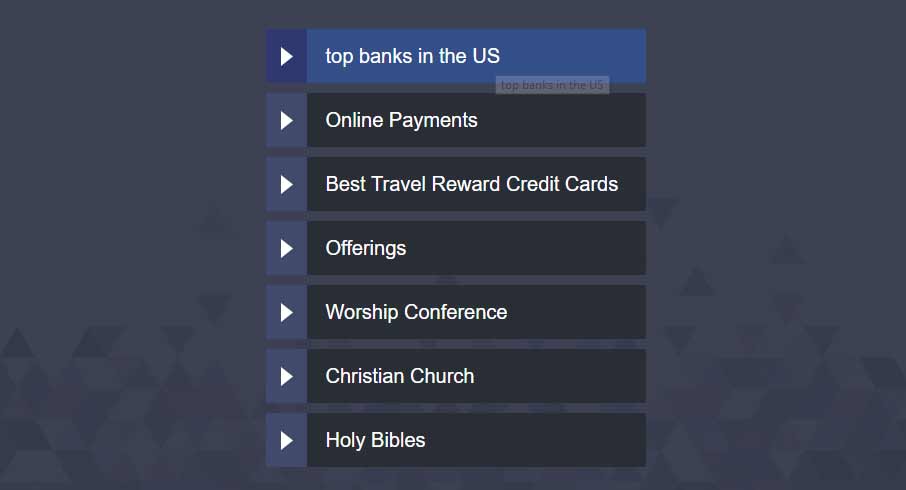 top banks in the US
top banks in the US
Online Payments
Best Travel Reward Credit Cards
Offerings
Worship Conference
Christian Church
Holy Bibles